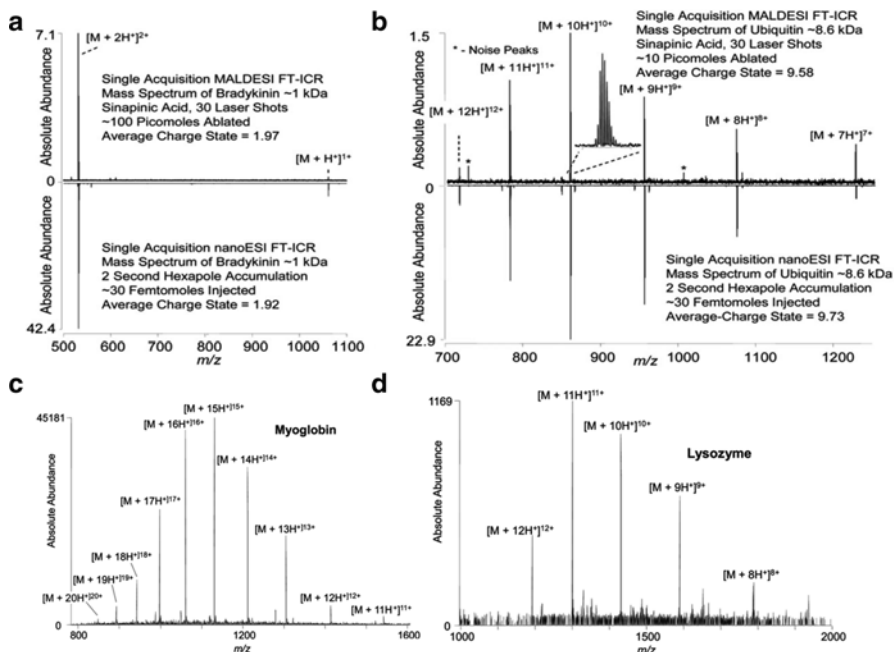 a
7.1
[M + 2H⁺]²⁺
Single Acquisition MALDESI FT-ICR
Mass Spectrum of Bradykinin ~1 kDa
Sinapinic Acid, 30 Laser Shots
~100 Picomoles Ablated
Average Charge State = 1.97
[M + H⁺]¹⁺
Absolute Abundance
0
Absolute Abundance
Single Acquisition nanoESI FT-ICR
Mass Spectrum of Bradykinin ~1 kDa
2 Second Hexapole Accumulation
~30 Femtomoles Injected
Average Charge State = 1.92
42.4
500 600 700 800 900 1000 1100
m/z
b
1.5
[M + 10H⁺]¹⁰⁺
* - Noise Peaks
[M + 11H⁺]¹¹⁺
[M + 12H⁺]¹²⁺
*
Single Acquisition MALDESI FT-ICR
Mass Spectrum of Ubiquitin ~8.6 kDa
Sinapinic Acid, 30 Laser Shots
~10 Picomoles Ablated
Average Charge State = 9.58
[M + 9H⁺]⁹⁺
[M + 8H⁺]⁸⁺
[M + 7H⁺]⁷⁺
*
Absolute Abundance
0
Absolute Abundance
Single Acquisition nanoESI FT-ICR
Mass Spectrum of Ubiquitin ~8.6 kDa
2 Second Hexapole Accumulation
~30 Femtomoles Injected
Average-Charge State = 9.73
22.9
700 800 900 1000 1100 1200
m/z
c
45181
[M + 15H⁺]¹⁵⁺
[M + 16H⁺]¹⁶⁺
Myoglobin
[M + 14H⁺]¹⁴⁺
[M + 17H⁺]¹⁷⁺
[M + 13H⁺]¹³⁺
[M + 18H⁺]¹⁸⁺
[M + 19H⁺]¹⁹⁺
[M + 20H⁺]²⁰⁺
[M + 12H⁺]¹²⁺
[M + 11H⁺]¹¹⁺
Absolute Abundance
0
800 1200 1600
m/z
d
1169
[M + 11H⁺]¹¹⁺
[M + 10H⁺]¹⁰⁺
Lysozyme
[M + 9H⁺]⁹⁺
[M + 12H⁺]¹²⁺
[M + 8H⁺]⁸⁺
Absolute Abundance
0
1000 1500 2000
m/z